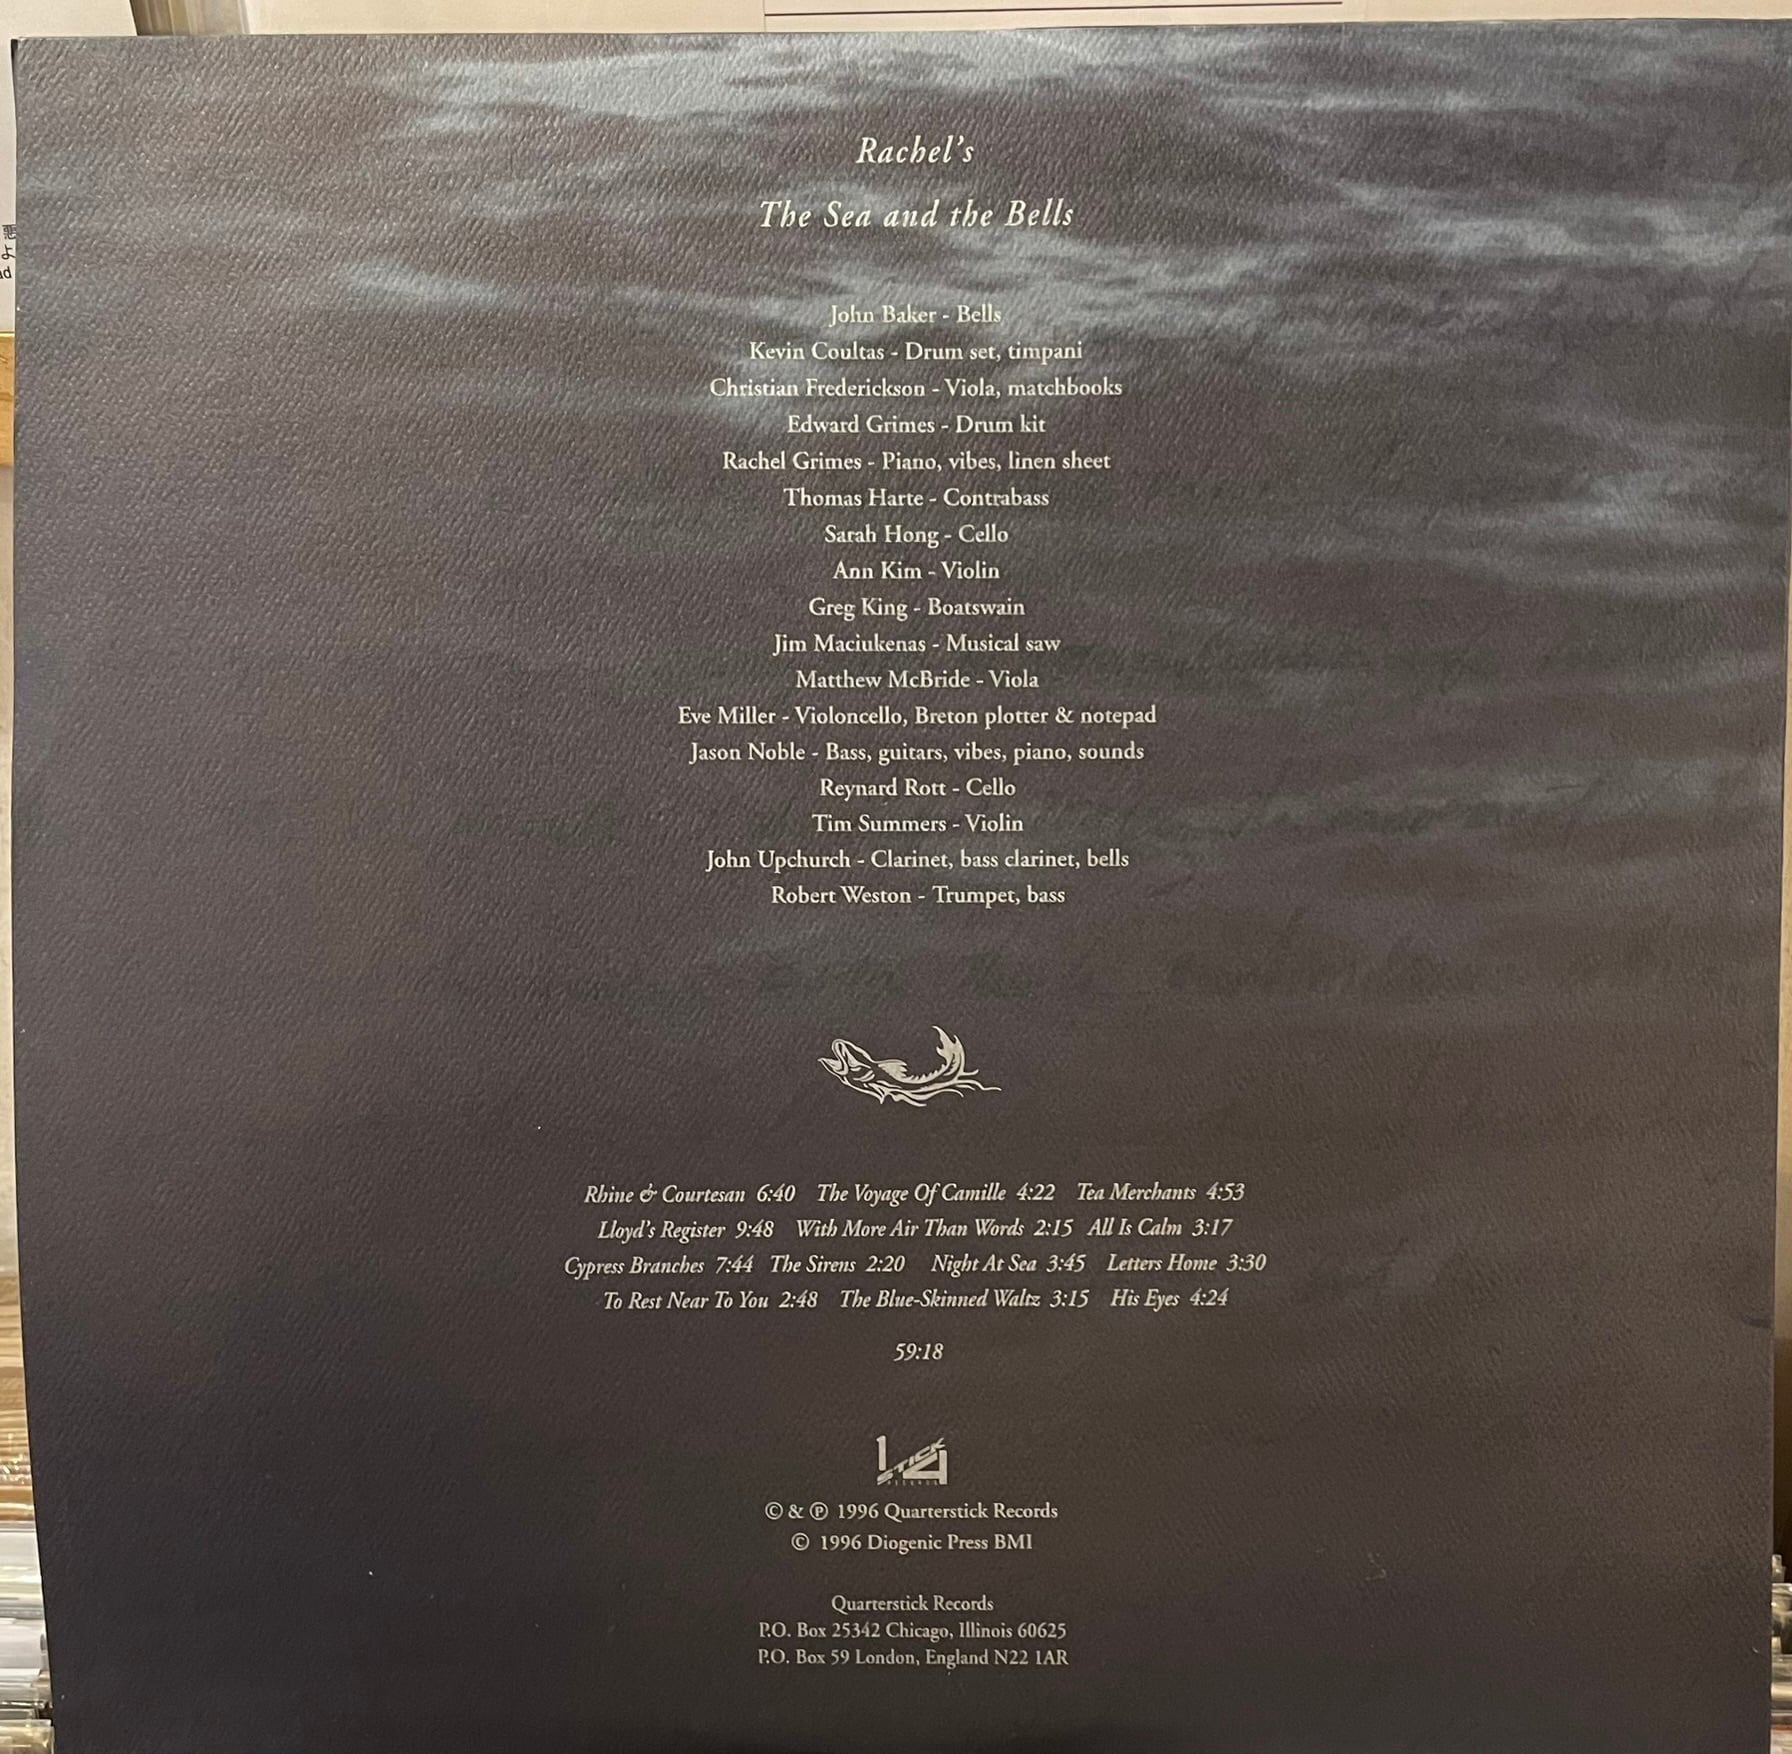 Rachel's
The Sea and the Bells
John Baker - Bells
Kevin Coultas - Drum set, timpani
Christian Frederickson - Viola, matchbooks
Edward Grimes - Drum kit
Rachel Grimes - Piano, vibes, linen sheet
Thomas Harte - Contrabass
Sarah Hong - Cello
Ann Kim - Violin
Greg King - Boatswain
Jim Maciukenas - Musical saw
Matthew McBride - Viola
Eve Miller - Violoncello, Breton plotter & notepad
Jason Noble - Bass, guitars, vibes, piano, sounds
Reynard Rott - Cello
Tim Summers - Violin
John Upchurch - Clarinet, bass clarinet, bells
Robert Weston - Trumpet, bass
Rhine & Courtesan 6:40 The Voyage Of Camille 4:22 Tea Merchants 4:53
Lloyd's Register 9:48 With More Air Than Words 2:15 All Is Calm 3:17
Cypress Branches 7:44 The Sirens 2:20 Night At Sea 3:45 Letters Home 3:30
To Rest Near To You 2:48 The Blue-Skinned Waltz 3:15 His Eyes 4:24
59:18
1/4 STICK
© & ℗ 1996 Quarterstick Records
© 1996 Diogenic Press BMI
Quarterstick Records
P.O. Box 25342 Chicago, Illinois 60625
P.O. Box 59 London, England N22 1AR